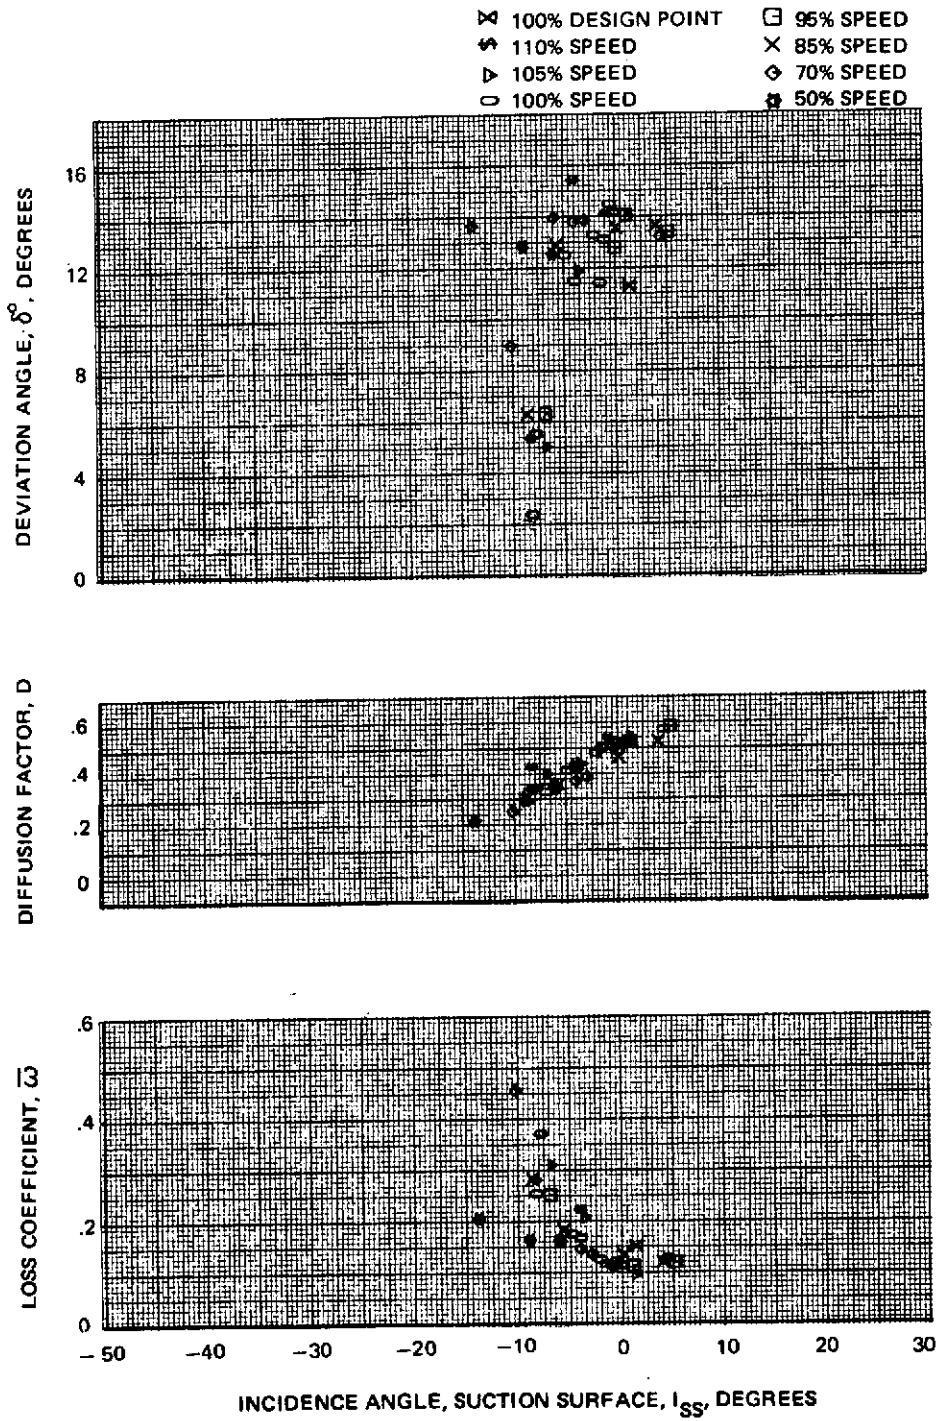 100% DESIGN POINT
110% SPEED
105% SPEED
100% SPEED
95% SPEED
85% SPEED
70% SPEED
50% SPEED
DEVIATION ANGLE, δ°, DEGREES
16
12
8
4
0
DIFFUSION FACTOR, D
.6
.4
.2
0
LOSS COEFFICIENT, ω̅
.6
.4
.2
0
−50 −40 −30 −20 −10 0 10 20 30
INCIDENCE ANGLE, SUCTION SURFACE, I_SS, DEGREES